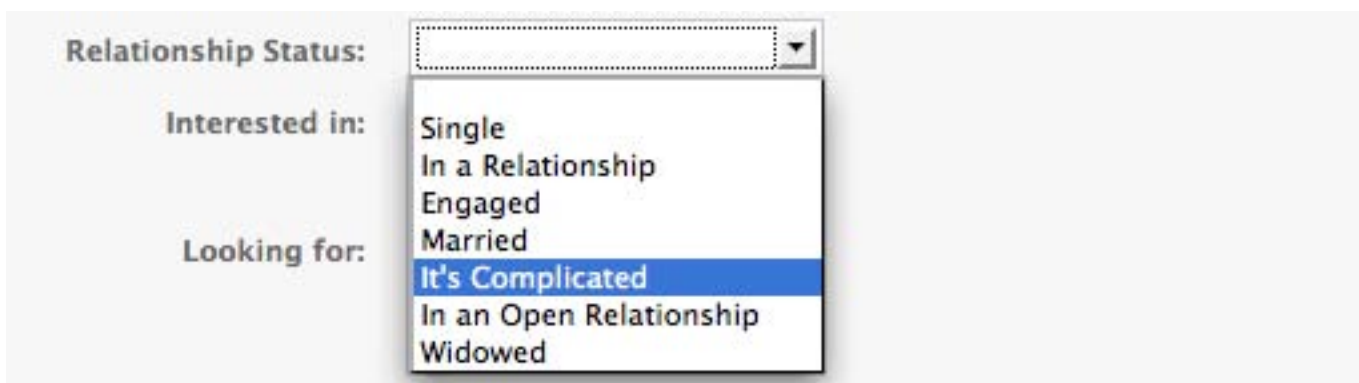 Relationship Status:
Interested in:
Looking for:
Single
In a Relationship
Engaged
Married
It's Complicated
In an Open Relationship
Widowed